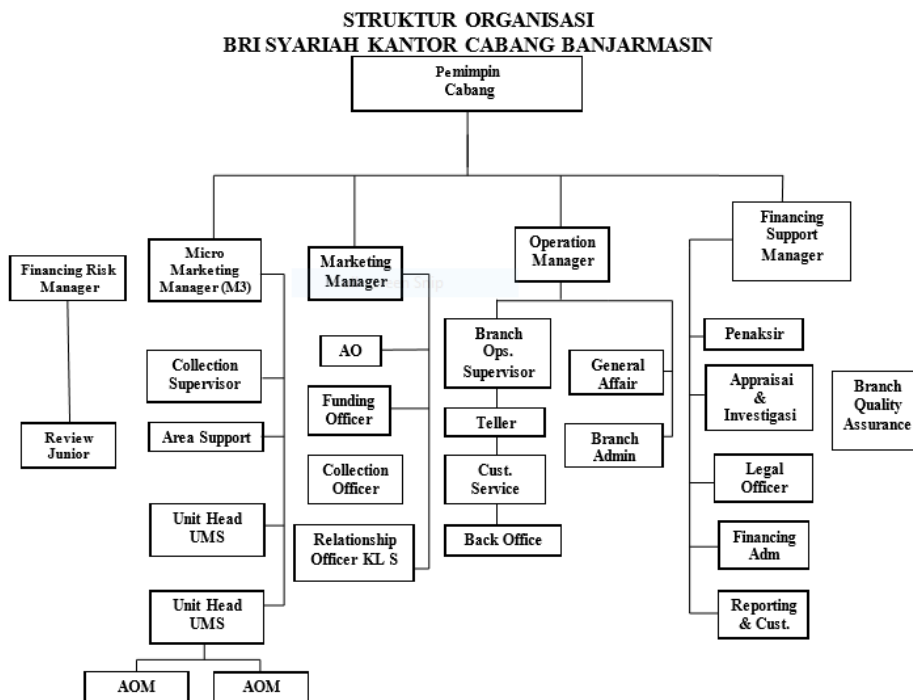 STRUKTUR ORGANISASI
BRI SYARIAH KANTOR CABANG BANJARMASIN
Pemimpin
Cabang
Financing Risk
Manager
Review
Junior
Micro
Marketing
Manager (M3)
Collection
Supervisor
Area Support
Unit Head
UMS
Unit Head
UMS
AOM
AOM
Marketing
Manager
AO
Funding
Officer
Collection
Officer
Relationship
Officer KL S
Operation
Manager
Branch
Ops.
Supervisor
Teller
Cust.
Service
Back Office
General
Affair
Branch
Admin
Financing
Support
Manager
Penaksir
Appraisai
&
Investigasi
Legal
Officer
Financing
Adm
Reporting
& Cust.
Branch
Quality
Assurance